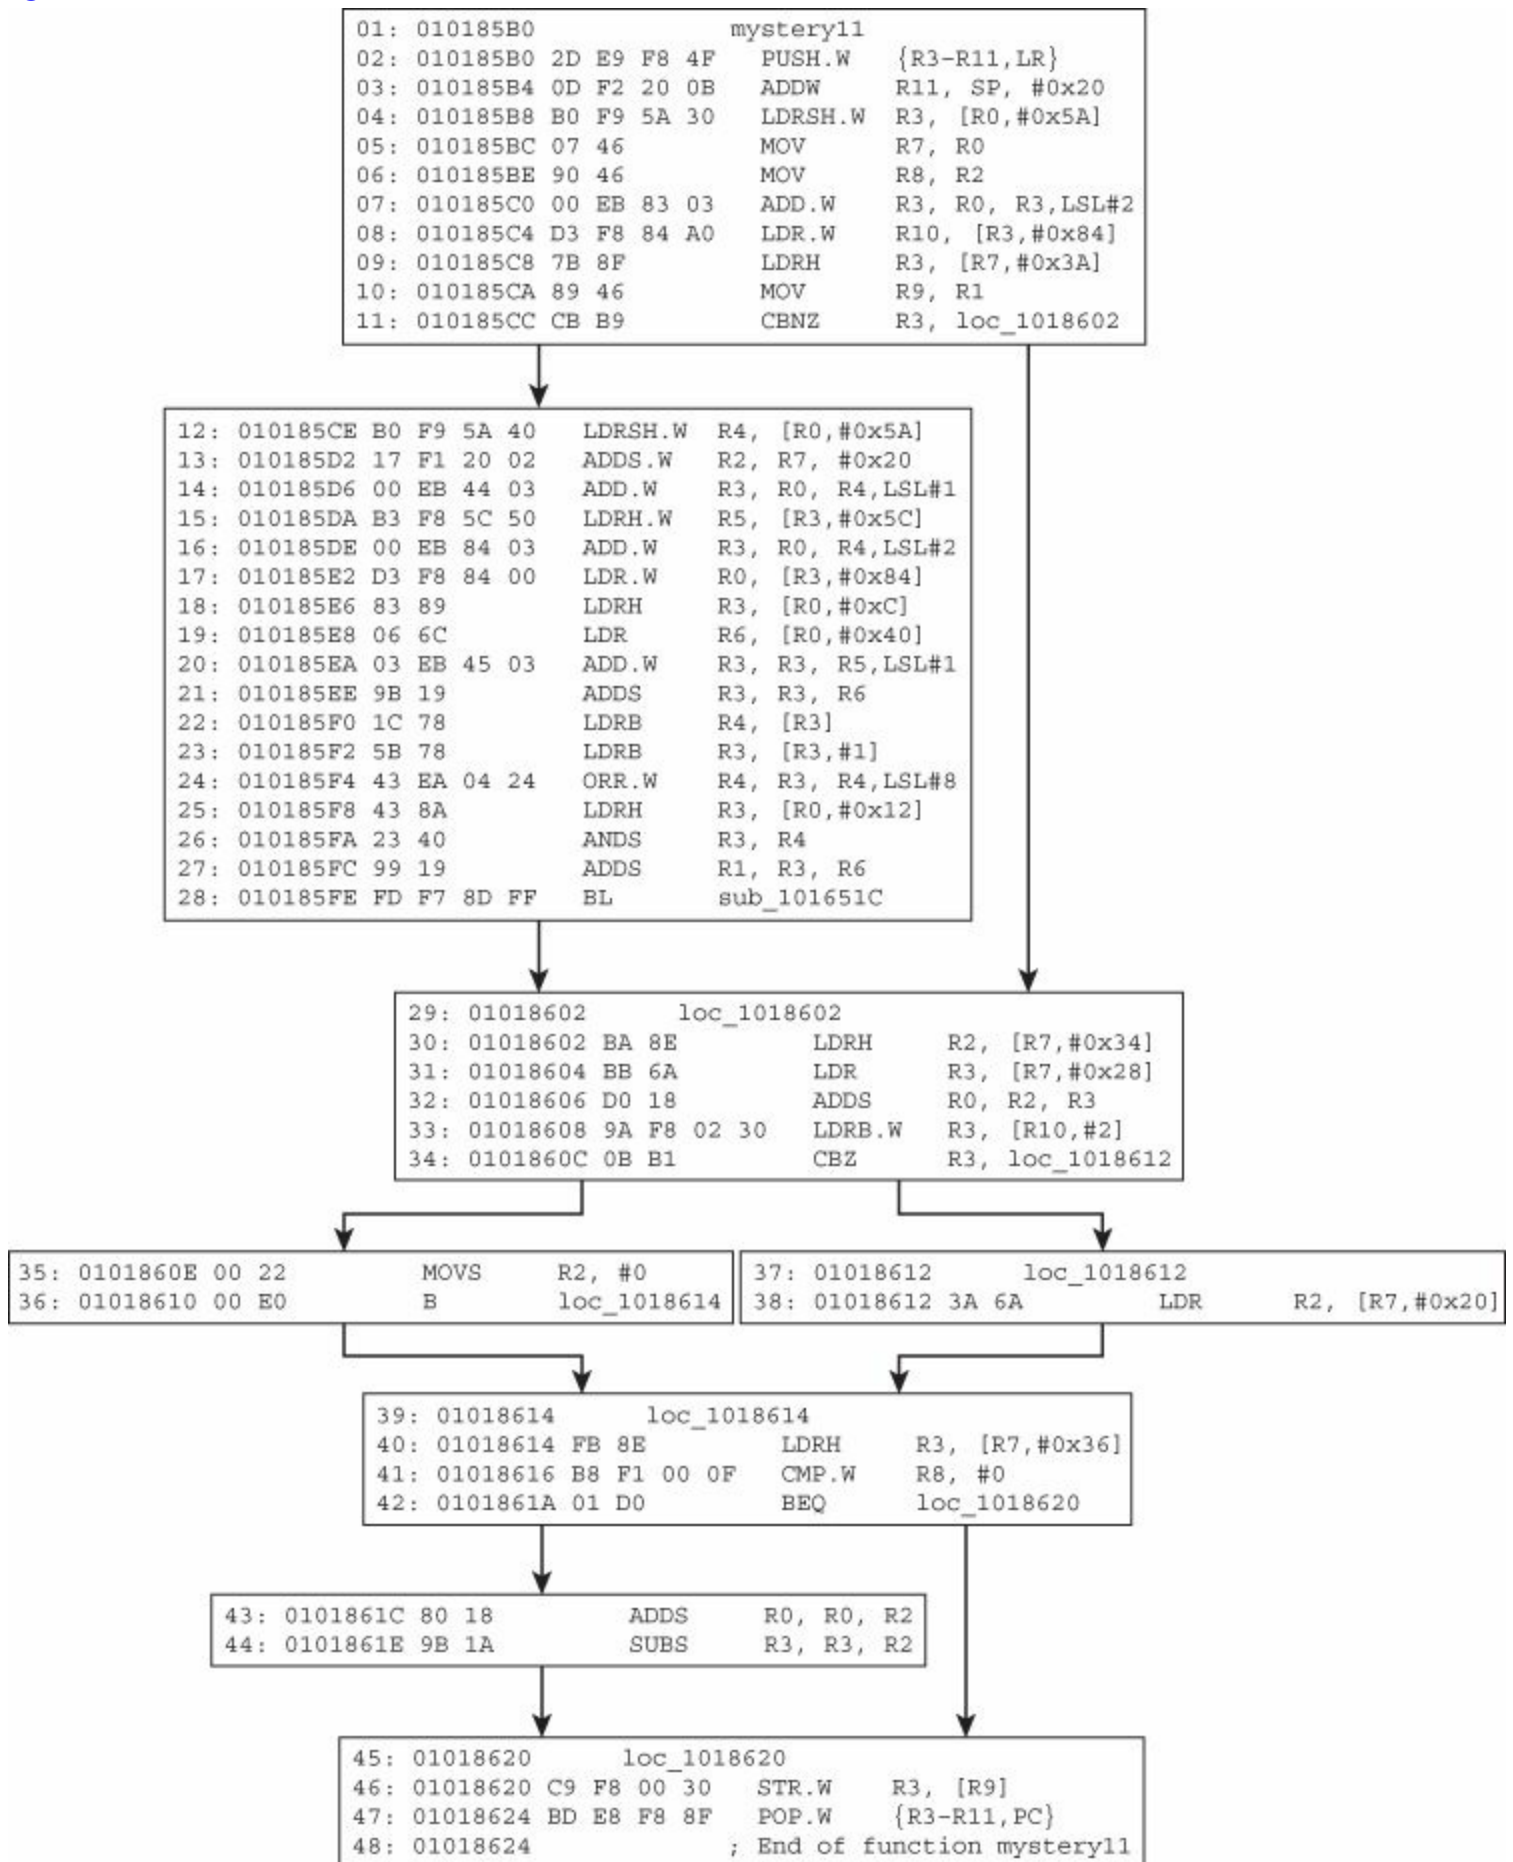 01: 010185B0 mystery11
02: 010185B0 2D E9 F8 4F PUSH.W {R3-R11,LR}
03: 010185B4 0D F2 20 0B ADDW R11, SP, #0x20
04: 010185B8 B0 F9 5A 30 LDRSH.W R3, [R0,#0x5A]
05: 010185BC 07 46 MOV R7, R0
06: 010185BE 90 46 MOV R8, R2
07: 010185C0 00 EB 83 03 ADD.W R3, R0, R3,LSL#2
08: 010185C4 D3 F8 84 A0 LDR.W R10, [R3,#0x84]
09: 010185C8 7B 8F LDRH R3, [R7,#0x3A]
10: 010185CA 89 46 MOV R9, R1
11: 010185CC CB B9 CBNZ R3, loc_1018602
12: 010185CE B0 F9 5A 40 LDRSH.W R4, [R0,#0x5A]
13: 010185D2 17 F1 20 02 ADDS.W R2, R7, #0x20
14: 010185D6 00 EB 44 03 ADD.W R3, R0, R4,LSL#1
15: 010185DA B3 F8 5C 50 LDRH.W R5, [R3,#0x5C]
16: 010185DE 00 EB 84 03 ADD.W R3, R0, R4,LSL#2
17: 010185E2 D3 F8 84 00 LDR.W R0, [R3,#0x84]
18: 010185E6 83 89 LDRH R3, [R0,#0xC]
19: 010185E8 06 6C LDR R6, [R0,#0x40]
20: 010185EA 03 EB 45 03 ADD.W R3, R3, R5,LSL#1
21: 010185EE 9B 19 ADDS R3, R3, R6
22: 010185F0 1C 78 LDRB R4, [R3]
23: 010185F2 5B 78 LDRB R3, [R3,#1]
24: 010185F4 43 EA 04 24 ORR.W R4, R3, R4,LSL#8
25: 010185F8 43 8A LDRH R3, [R0,#0x12]
26: 010185FA 23 40 ANDS R3, R4
27: 010185FC 99 19 ADDS R1, R3, R6
28: 010185FE FD F7 8D FF BL sub_101651C
29: 01018602 loc_1018602
30: 01018602 BA 8E LDRH R2, [R7,#0x34]
31: 01018604 BB 6A LDR R3, [R7,#0x28]
32: 01018606 D0 18 ADDS R0, R2, R3
33: 01018608 9A F8 02 30 LDRB.W R3, [R10,#2]
34: 0101860C 0B B1 CBZ R3, loc_1018612
35: 0101860E 00 22 MOVS R2, #0
36: 01018610 00 E0 B loc_1018614
37: 01018612 loc_1018612
38: 01018612 3A 6A LDR R2, [R7,#0x20]
39: 01018614 loc_1018614
40: 01018614 FB 8E LDRH R3, [R7,#0x36]
41: 01018616 B8 F1 00 0F CMP.W R8, #0
42: 0101861A 01 D0 BEQ loc_1018620
43: 0101861C 80 18 ADDS R0, R0, R2
44: 0101861E 9B 1A SUBS R3, R3, R2
45: 01018620 loc_1018620
46: 01018620 C9 F8 00 30 STR.W R3, [R9]
47: 01018624 BD E8 F8 8F POP.W {R3-R11,PC}
48: 01018624 ; End of function mystery11